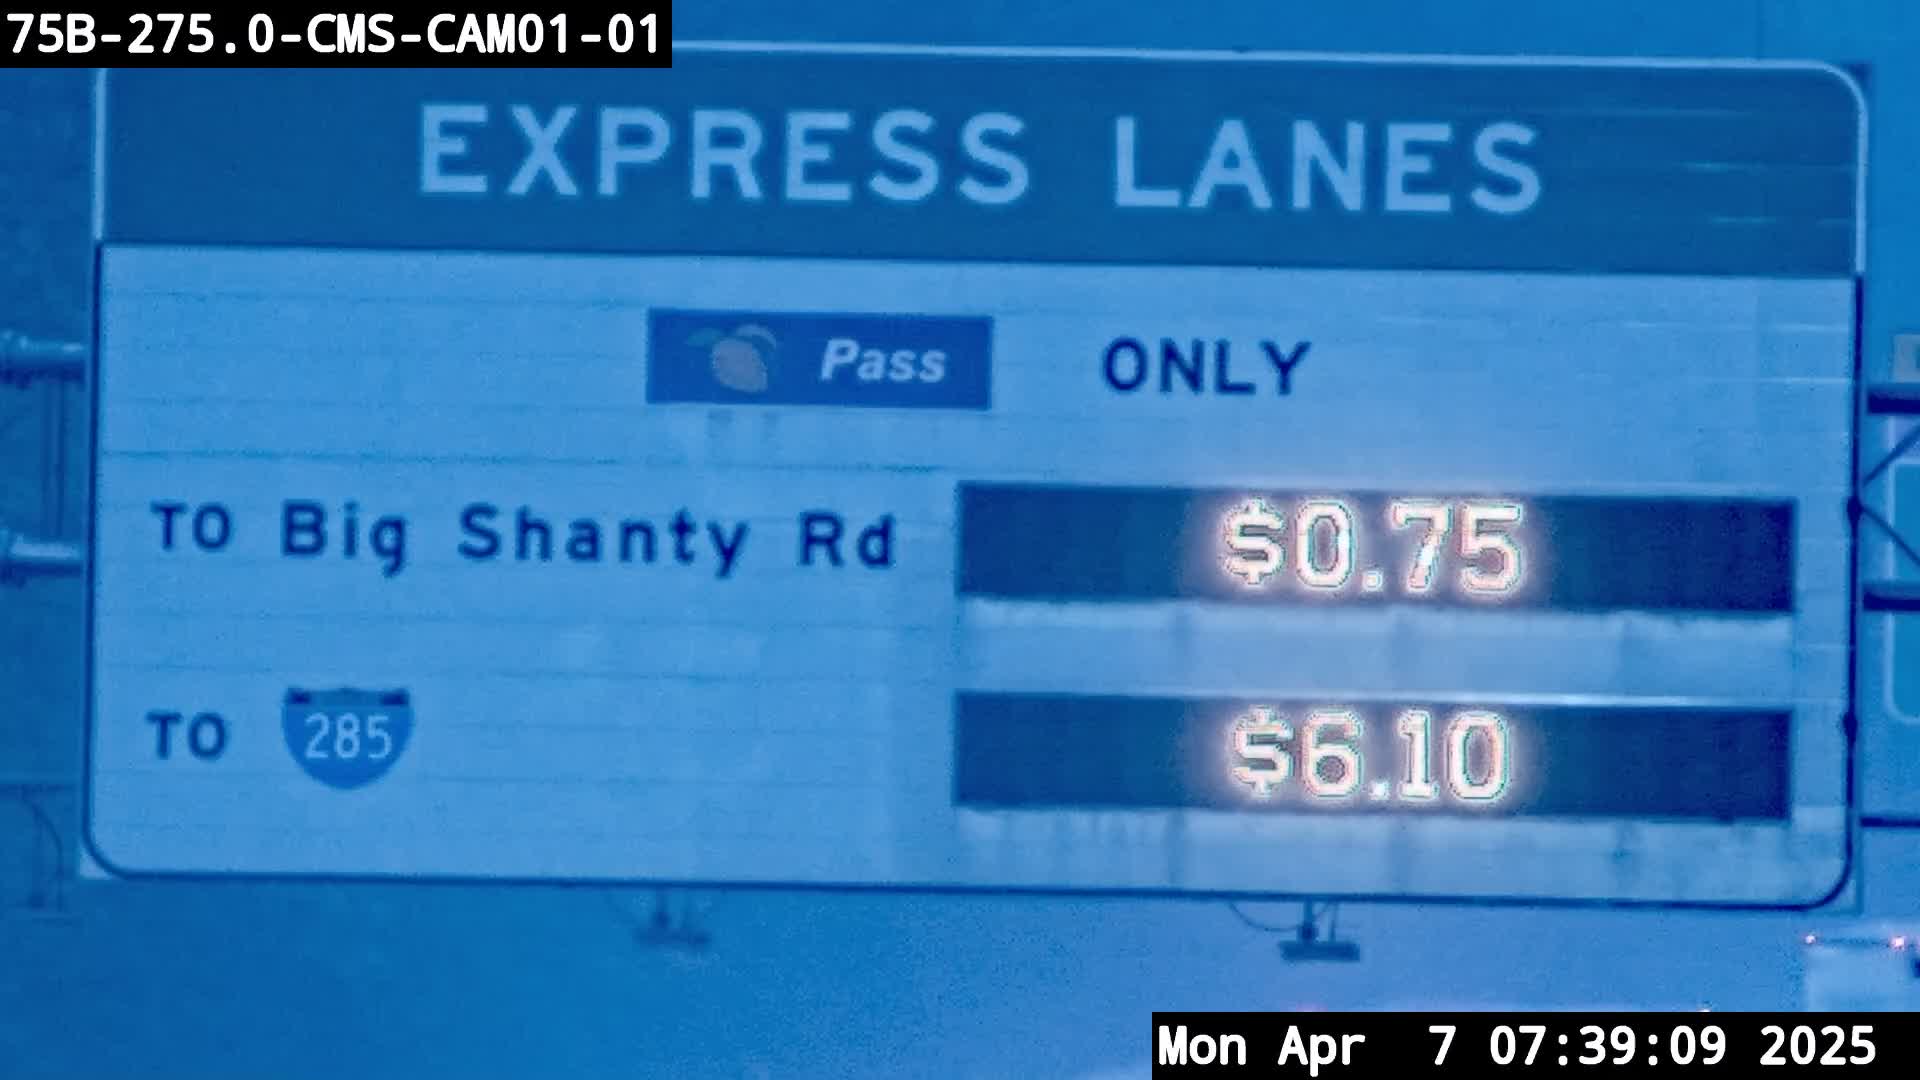 75B-275.0-CMS-CAM01-01
EXPRESS LANES
Pass ONLY
TO Big Shanty Rd $0.75
TO 285 $6.10
Mon Apr 7 07:39:09 2025